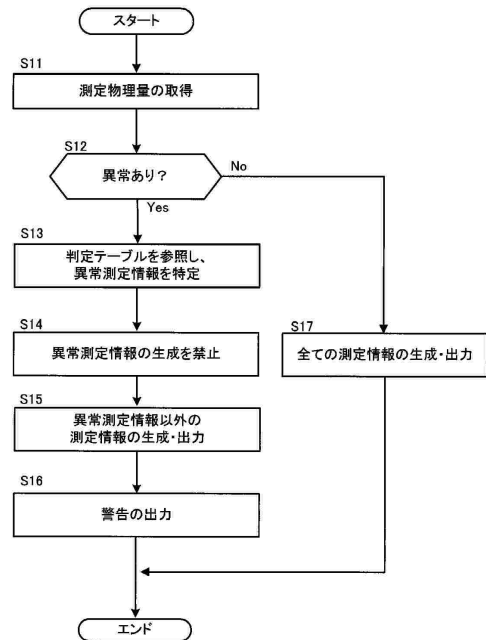 スタート
S11
測定物理量の取得
S12
異常あり？
No
Yes
S13
判定テーブルを参照し、
異常測定情報を特定
S14
異常測定情報の生成を禁止
S17
全ての測定情報の生成・出力
S15
異常測定情報以外の
測定情報の生成・出力
S16
警告の出力
エンド